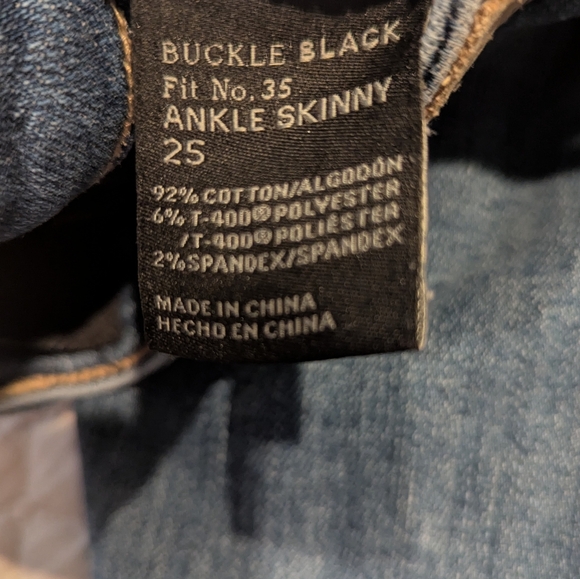 BUCKLE BLACK
Fit No. 35
ANKLE SKINNY
25
92% COTTON/ALGODÓN
6% T-400® POLYESTER
/T-400® POLIÉSTER
2% SPANDEX/SPANDEX
MADE IN CHINA
HECHO EN CHINA